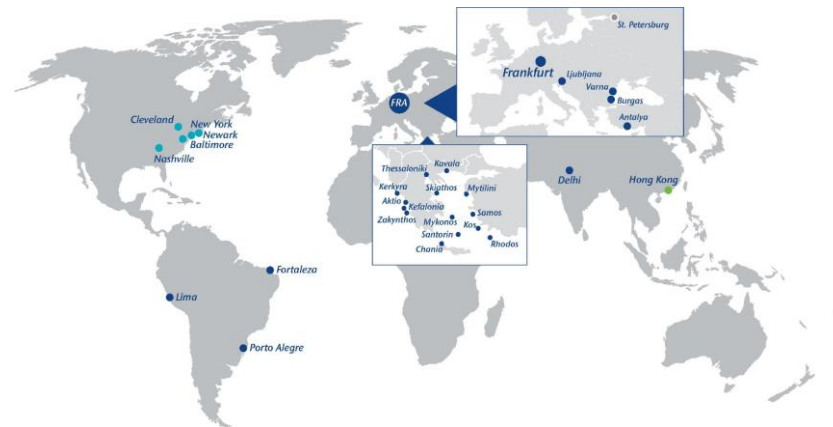 St. Petersburg
Frankfurt
Ljubljana
Varna
Burgas
Antalya
FRA
Cleveland
New York
Newark
Baltimore
Nashville
Thessaloniki
Kavala
Kerkyra
Skiathos
Mytilini
Aktio
Kefalonia
Zakynthos
Mykonos
Samos
Kos
Santorin
Rhodos
Chania
Delhi
Hong Kong
Fortaleza
Lima
Porto Alegre